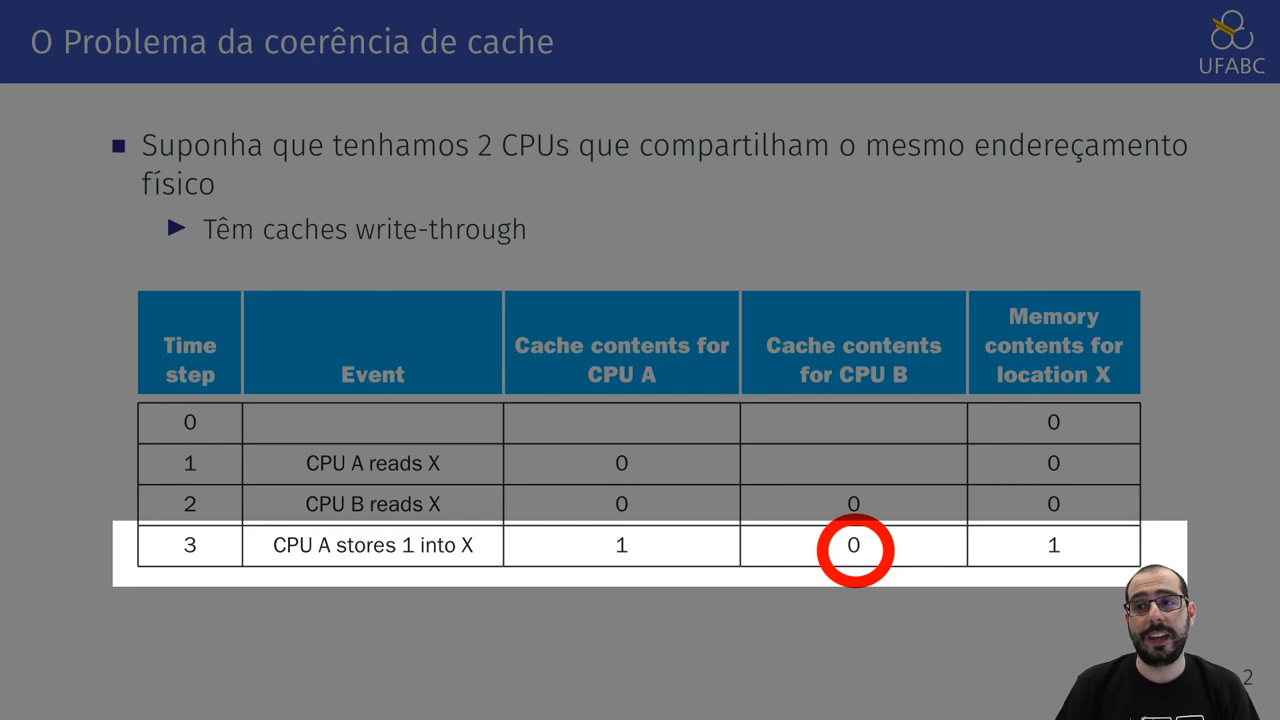 O Problema da coerência de cache
UFABC
Suponha que tenhamos 2 CPUs que compartilham o mesmo endereçamento
físico
Têm caches write-through
Time step Event Cache contents for CPU A Cache contents for CPU B Memory contents for location X
0 0
1 CPU A reads X 0 0
2 CPU B reads X 0 0 0
3 CPU A stores 1 into X 1 0 1
2